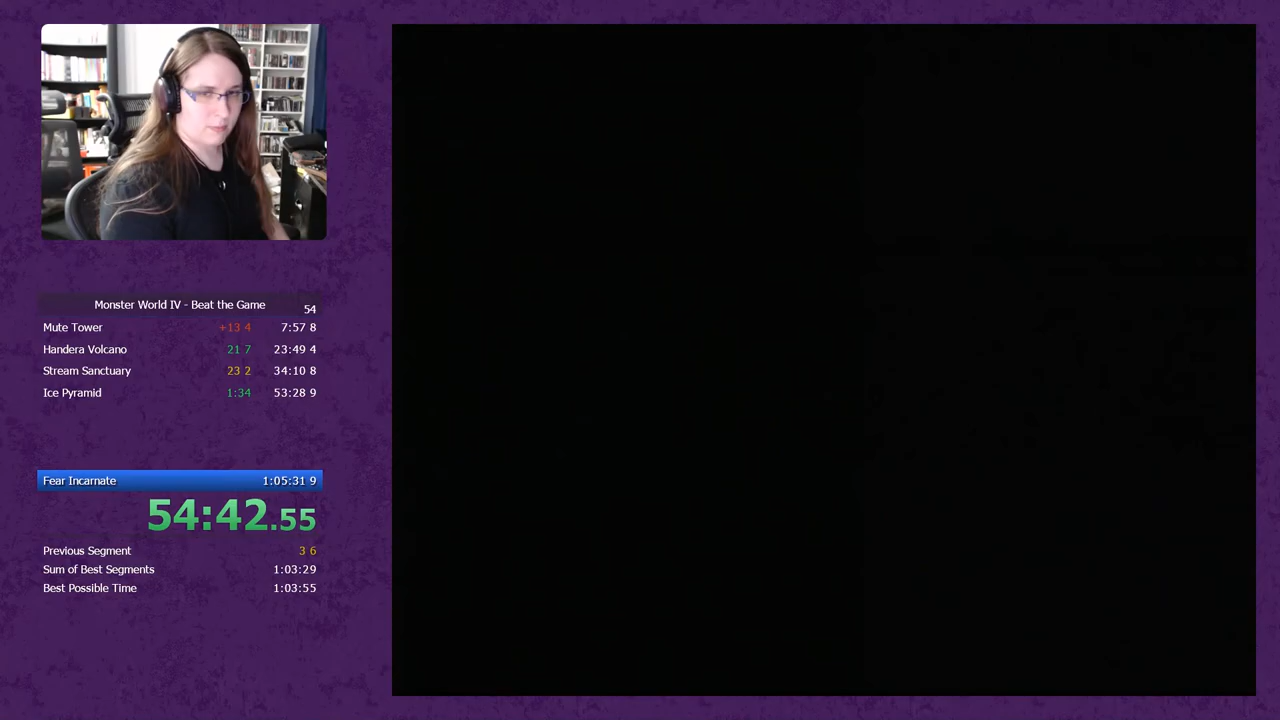 Monster World IV - Beat the Game 54
Mute Tower +13 4 7:57 8
Handera Volcano 21 7 23:49 4
Stream Sanctuary 23 2 34:10 8
Ice Pyramid 1:34 53:28 9
Fear Incarnate 1:05:31 9
54:42.55
Previous Segment 3 6
Sum of Best Segments 1:03:29
Best Possible Time 1:03:55